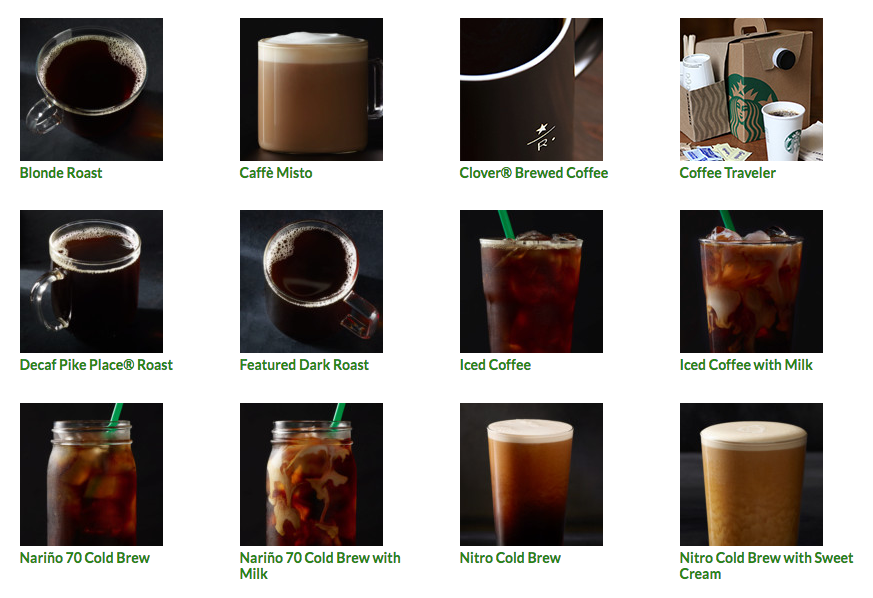 Blonde Roast
Caffè Misto
Clover® Brewed Coffee
Coffee Traveler
Decaf Pike Place® Roast
Featured Dark Roast
Iced Coffee
Iced Coffee with Milk
Nariño 70 Cold Brew
Nariño 70 Cold Brew with
Milk
Nitro Cold Brew
Nitro Cold Brew with Sweet
Cream